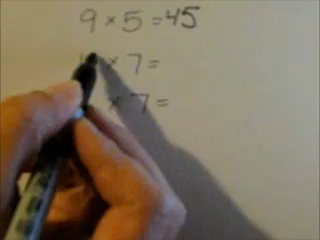 9 × 5 = 45
× 7 =
× 7 =